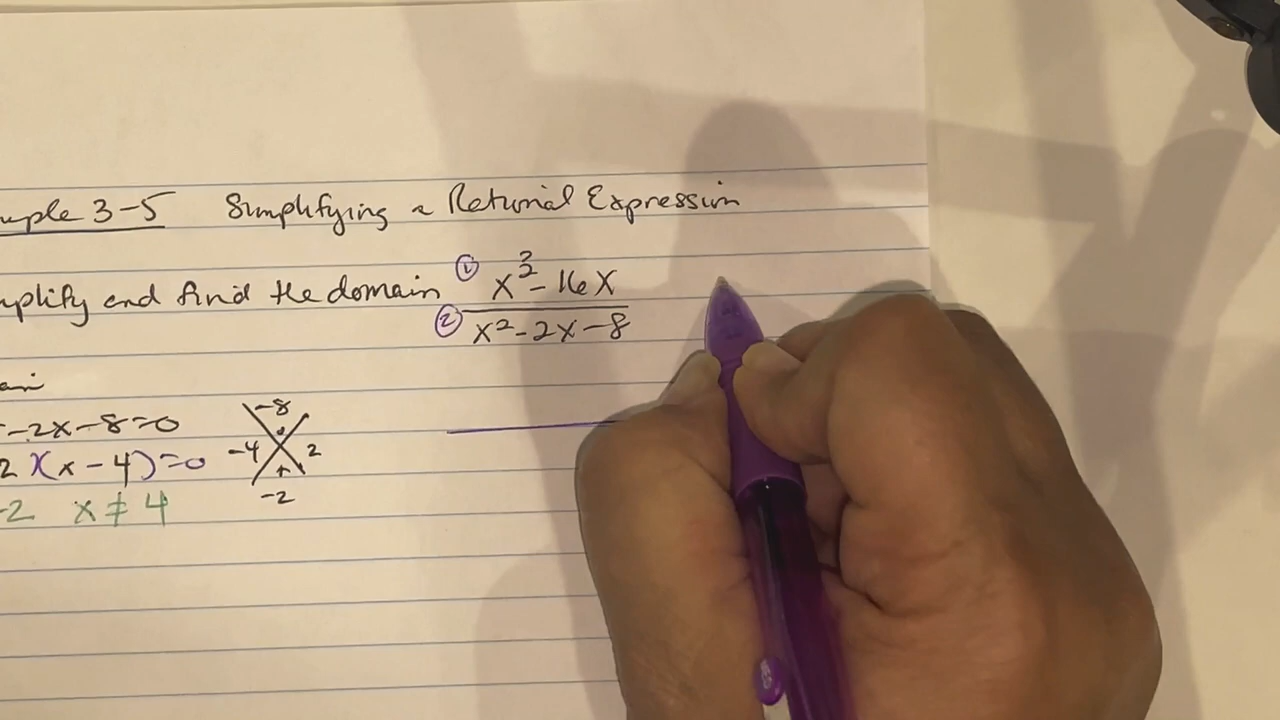 mple 3-5 Simplifying a Rational Expression
mplify and find the domain ① x³ - 16x
② x² - 2x - 8
ain
- 2x - 8 = 0
2)(x - 4) = 0
-2 x ≠ 4
-8
-4 2
+
-2